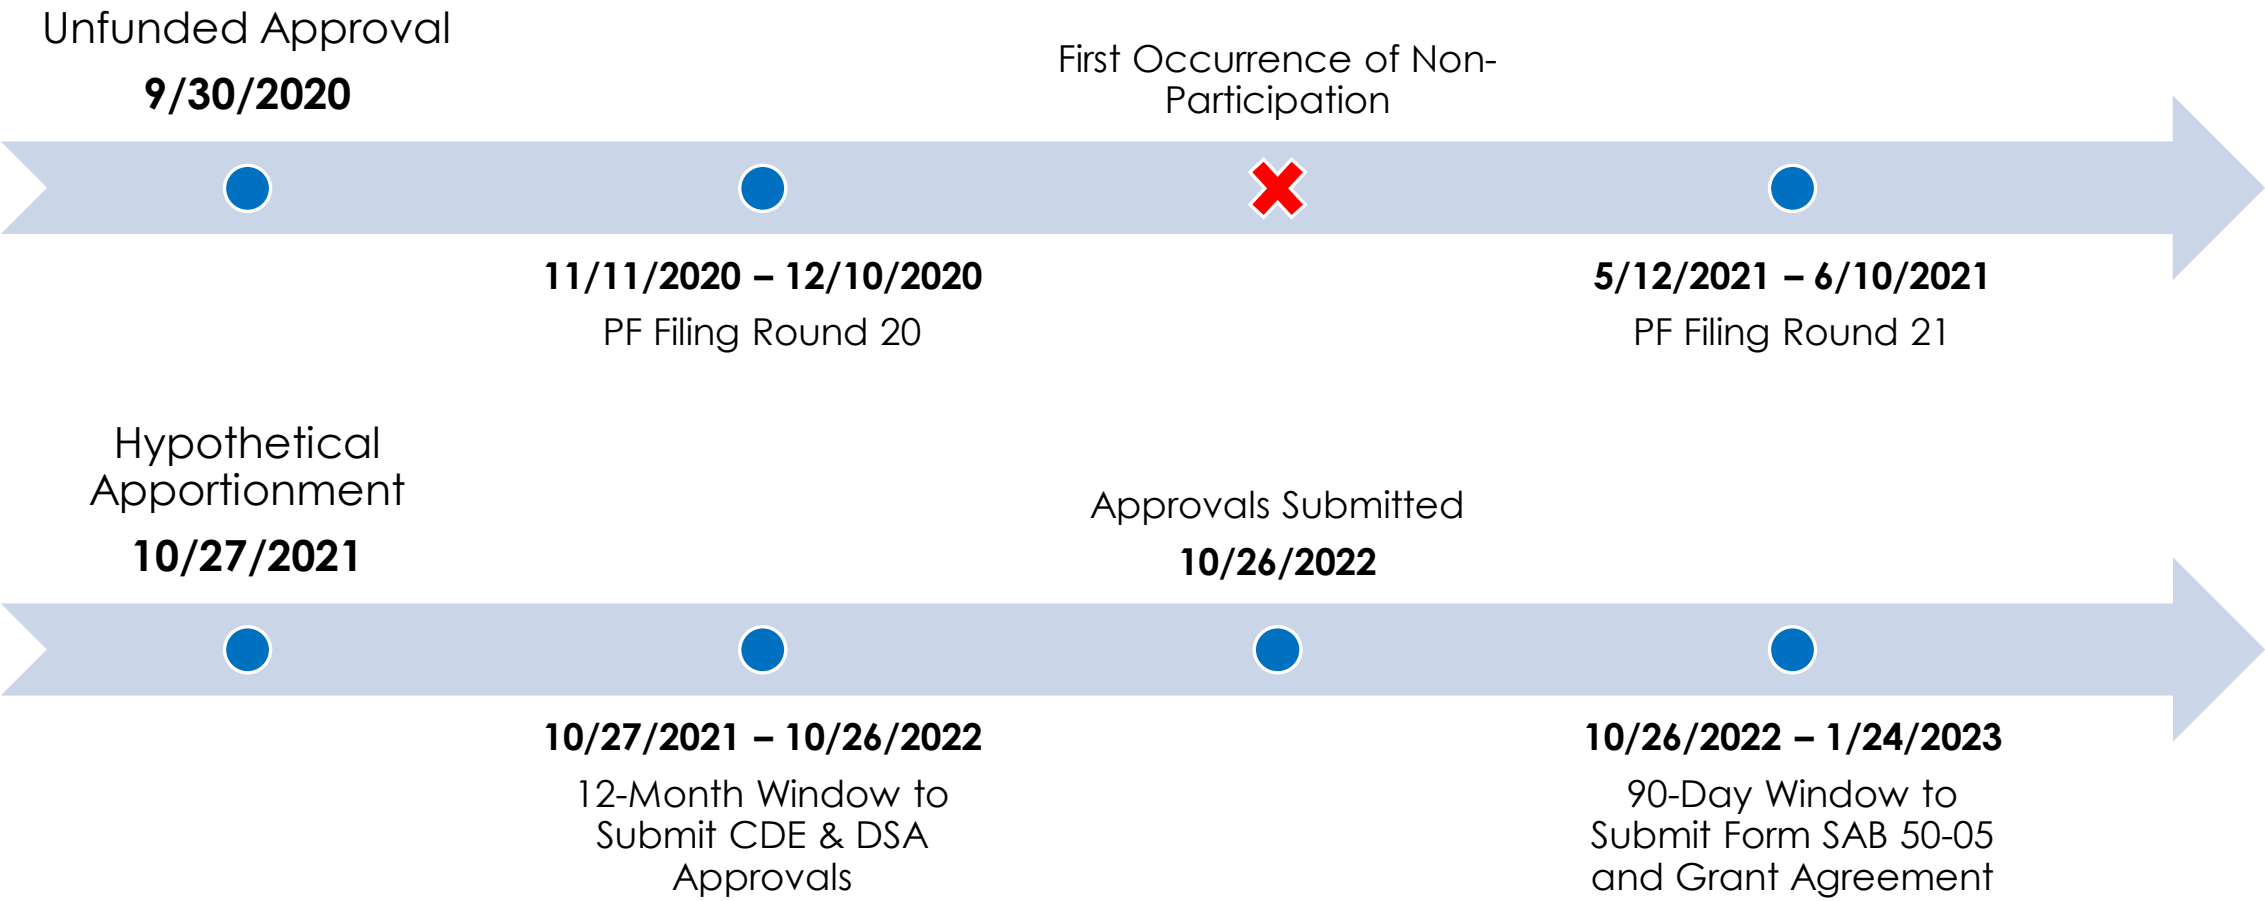 Unfunded Approval
9/30/2020
First Occurrence of Non-
Participation
11/11/2020 – 12/10/2020
PF Filing Round 20
5/12/2021 – 6/10/2021
PF Filing Round 21
Hypothetical
Apportionment
10/27/2021
Approvals Submitted
10/26/2022
10/27/2021 – 10/26/2022
12-Month Window to
Submit CDE & DSA
Approvals
10/26/2022 – 1/24/2023
90-Day Window to
Submit Form SAB 50-05
and Grant Agreement